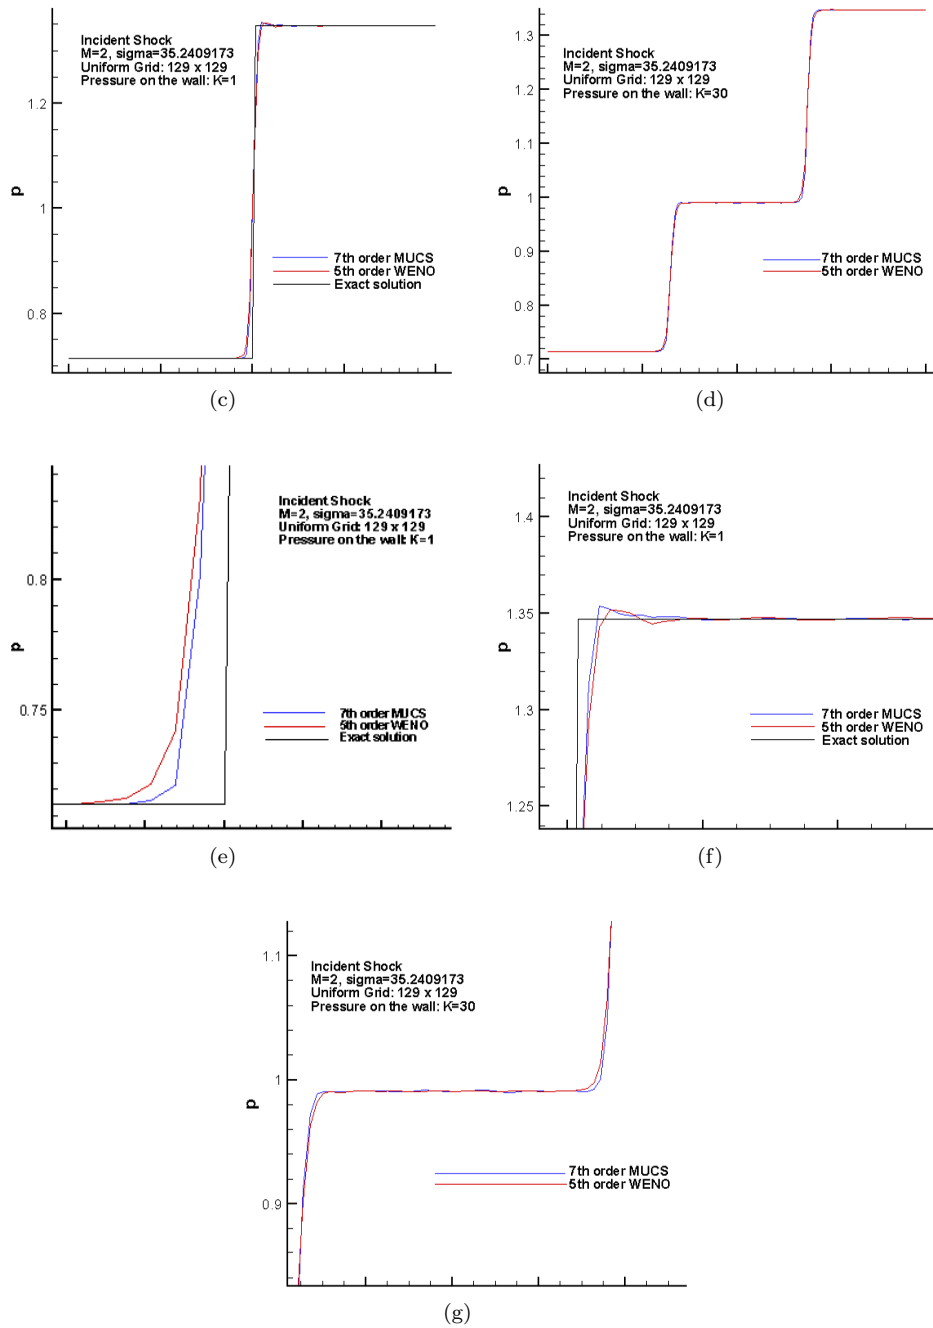 Incident Shock
M=2, sigma=35.2409173
Uniform Grid: 129 x 129
Pressure on the wall: K=1
1.2
1
0.8
p
7th order MUCS
5th order WENO
Exact solution
(c)
1.3
Incident Shock
M=2, sigma=35.2409173
Uniform Grid: 129 x 129
Pressure on the wall: K=30
1.2
1.1
1
0.9
0.8
0.7
p
7th order MUCS
5th order WENO
(d)
Incident Shock
M=2, sigma=35.2409173
Uniform Grid: 129 x 129
Pressure on the wall: K=1
0.8
0.75
p
7th order MUCS
5th order WENO
Exact solution
(e)
Incident Shock
M=2, sigma=35.2409173
Uniform Grid: 129 x 129
Pressure on the wall: K=1
1.4
1.35
1.3
1.25
p
7th order MUCS
5th order WENO
Exact solution
(f)
1.1
Incident Shock
M=2, sigma=35.2409173
Uniform Grid: 129 x 129
Pressure on the wall: K=30
1
0.9
p
7th order MUCS
5th order WENO
(g)